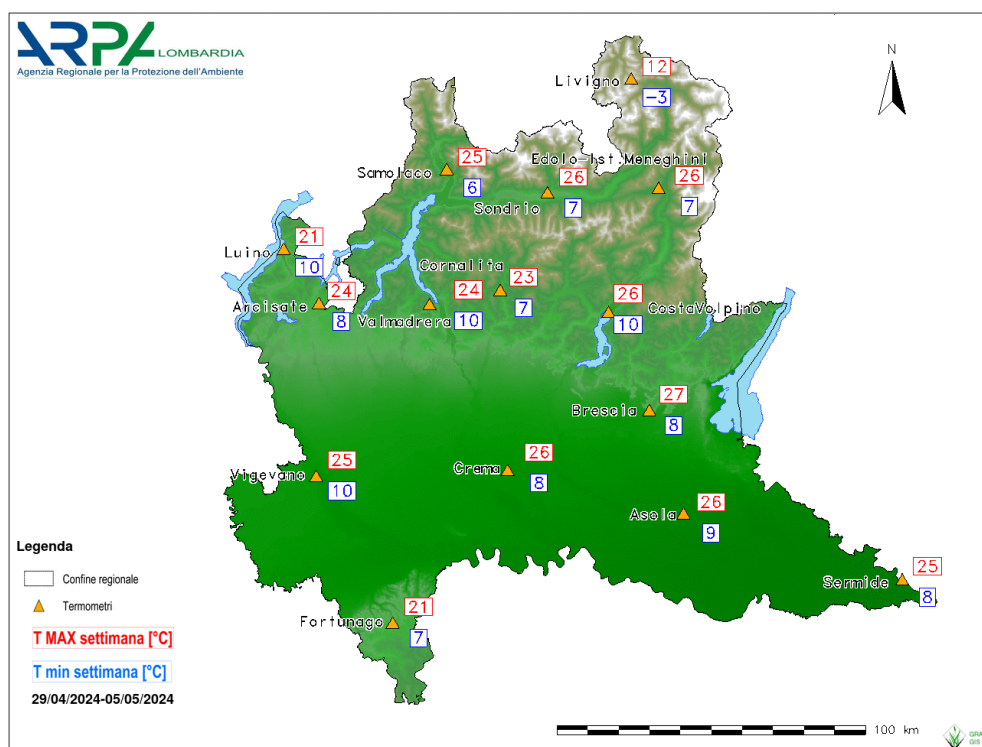 ARPA LOMBARDIA
Agenzia Regionale per la Protezione dell'Ambiente
N
Livigno
12
-3
Samolaco
25
6
Edolo-Ist.Meneghini
26
7
Sondrio
26
7
Luino
21
10
Arcisate
24
8
Valmadrera
24
10
Cornalita
23
7
CostaVolpino
26
10
Brescia
27
8
Vigevano
25
10
Crema
26
8
Asola
26
9
Sermide
25
8
Fortunago
21
7
Legenda
Confine regionale
Termometri
T MAX settimana [°C]
T min settimana [°C]
29/04/2024-05/05/2024
100 km
GRA
GIS